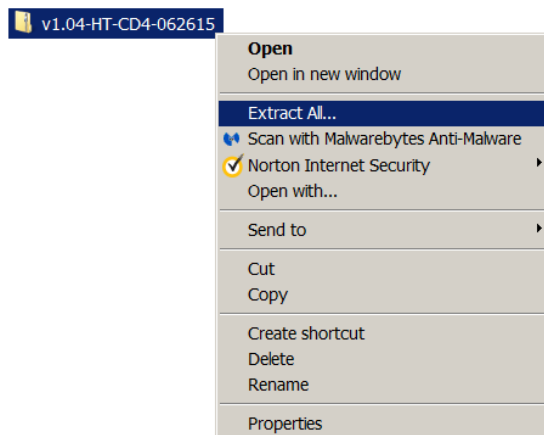 v1.04-HT-CD4-062615
Open
Open in new window
Extract All...
Scan with Malwarebytes Anti-Malware
Norton Internet Security
Open with...
Send to
Cut
Copy
Create shortcut
Delete
Rename
Properties